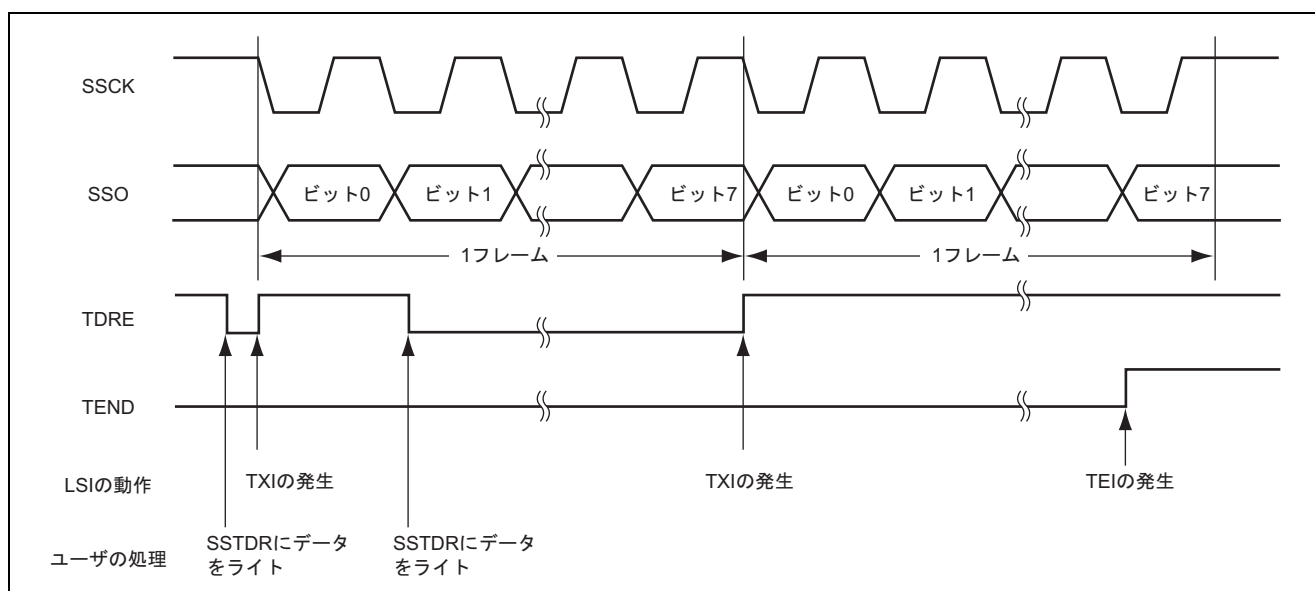 SSCK
SSO
ビット0
ビット1
ビット7
ビット0
ビット1
ビット7
1フレーム
1フレーム
TDRE
TEND
LSIの動作
TXIの発生
TXIの発生
TEIの発生
ユーザの処理
SSTDRにデータ
をライト
SSTDRにデータ
をライト